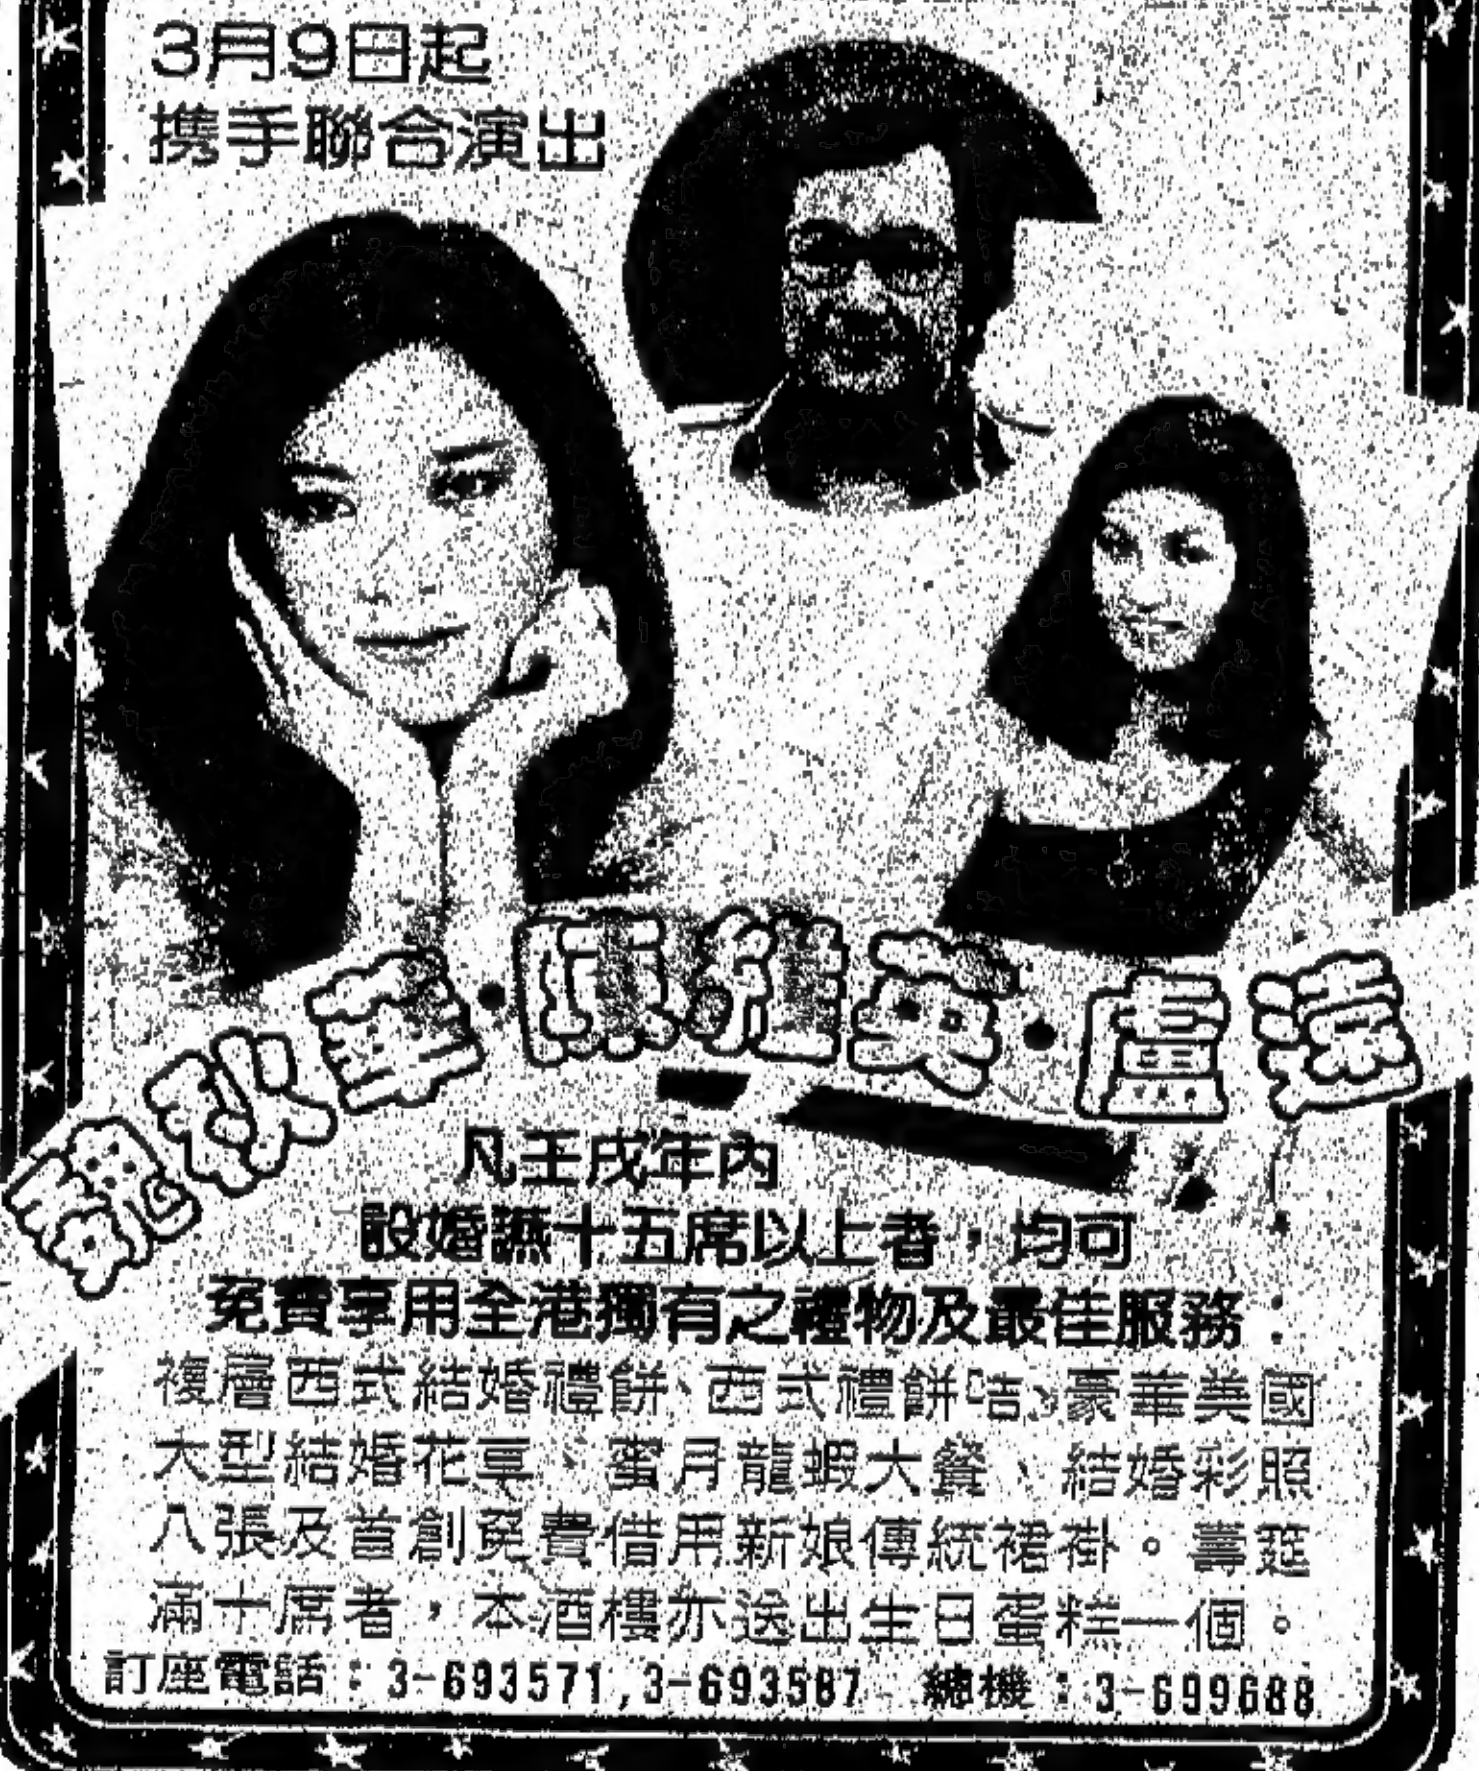 3月9日起
携手聯合演出
魏秋華・陳維英・盧遠
凡壬戌年內
設婚讌十五席以上者，均可
免費享用全港獨有之禮物及最佳服務：
複層西式結婚禮餅、西式禮餅咭、豪華美國
大型結婚花車、蜜月龍蝦大餐、結婚彩照
八張及首創免費借用新娘傳統裙褂。壽筵
滿十席者，本酒樓亦送出生日蛋糕一個。
訂座電話：3-693571,3-693587 總機：3-699688